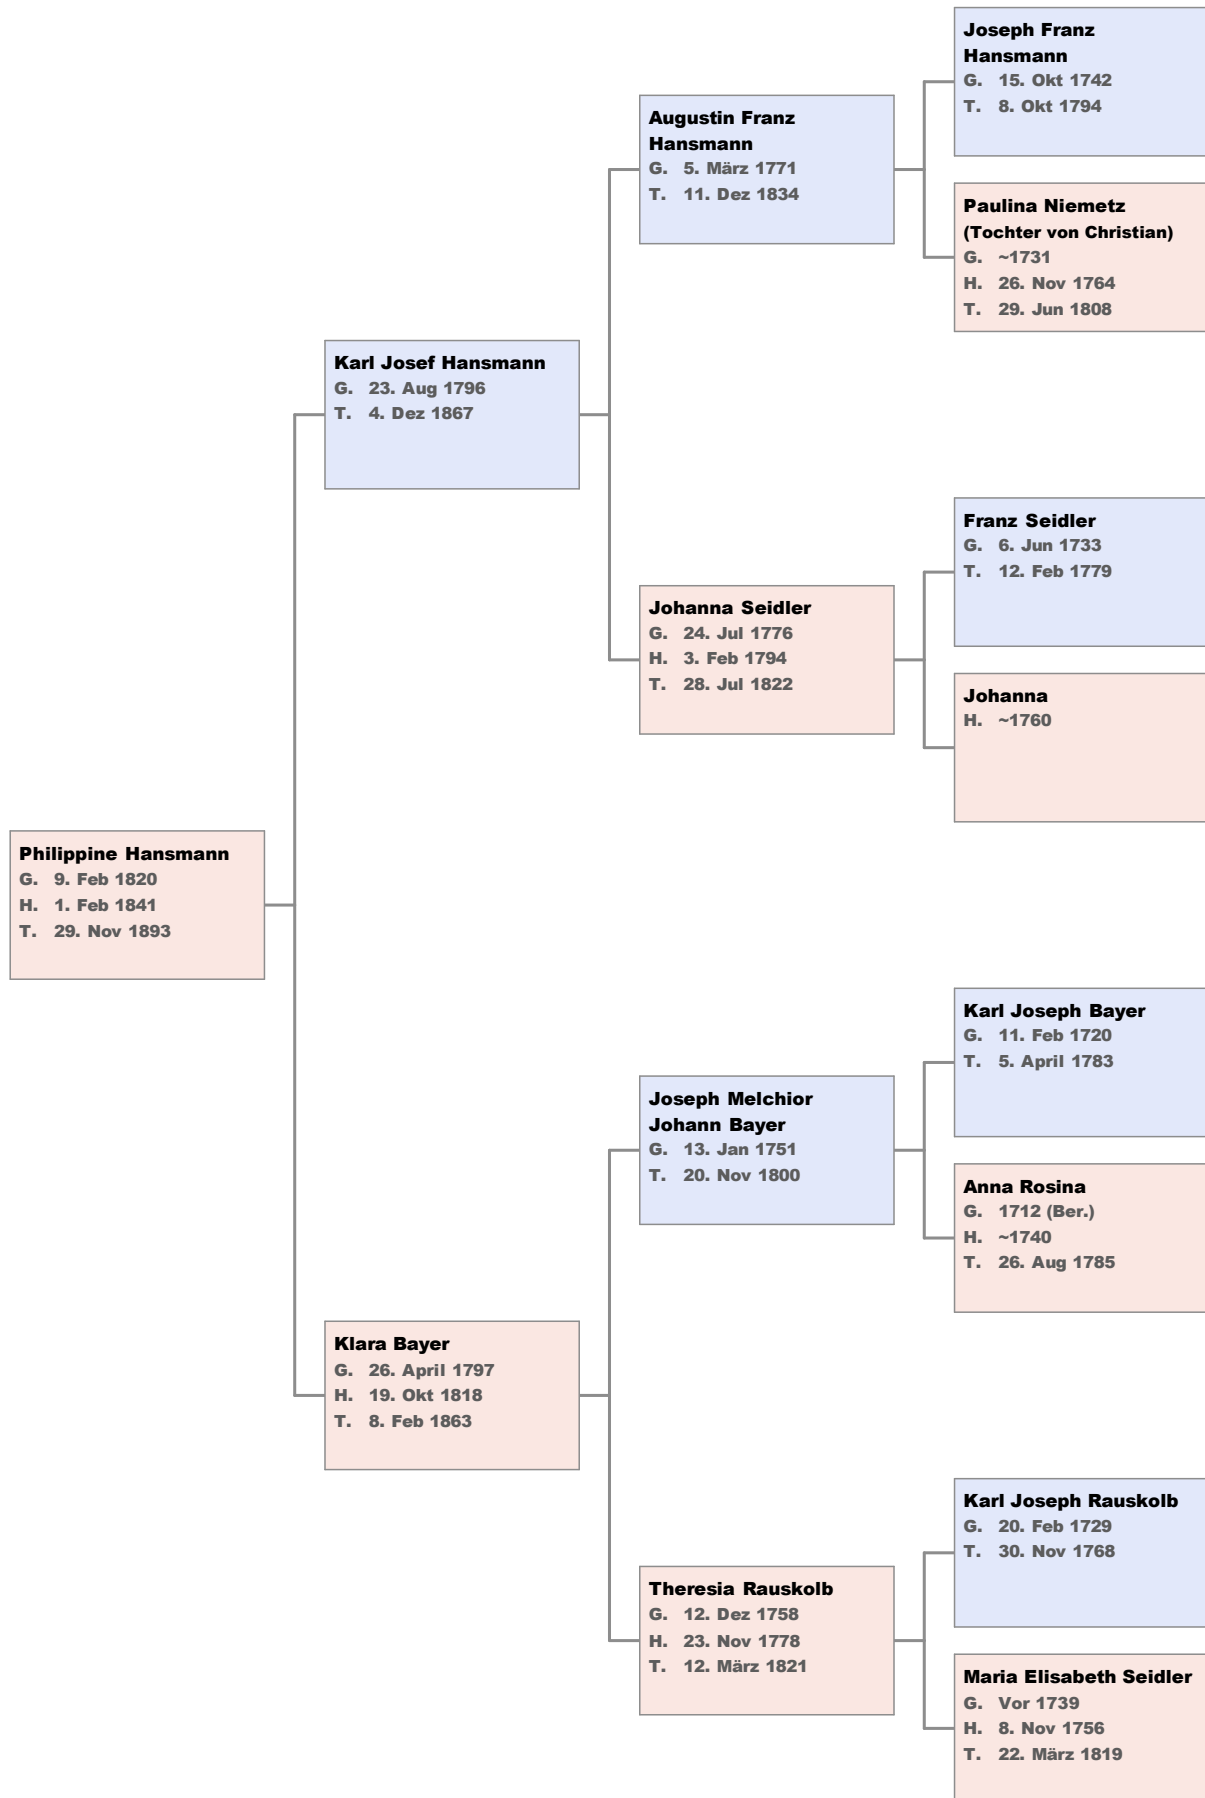 Joseph Franz
Hansmann
G. 15. Okt 1742
T. 8. Okt 1794
Augustin Franz
Hansmann
G. 5. März 1771
T. 11. Dez 1834
Paulina Niemetz
(Tochter von Christian)
G. ~1731
H. 26. Nov 1764
T. 29. Jun 1808
Karl Josef Hansmann
G. 23. Aug 1796
T. 4. Dez 1867
Franz Seidler
G. 6. Jun 1733
T. 12. Feb 1779
Johanna Seidler
G. 24. Jul 1776
H. 3. Feb 1794
T. 28. Jul 1822
Johanna
H. ~1760
Philippine Hansmann
G. 9. Feb 1820
H. 1. Feb 1841
T. 29. Nov 1893
Karl Joseph Bayer
G. 11. Feb 1720
T. 5. April 1783
Joseph Melchior
Johann Bayer
G. 13. Jan 1751
T. 20. Nov 1800
Anna Rosina
G. 1712 (Ber.)
H. ~1740
T. 26. Aug 1785
Klara Bayer
G. 26. April 1797
H. 19. Okt 1818
T. 8. Feb 1863
Karl Joseph Rauskolb
G. 20. Feb 1729
T. 30. Nov 1768
Theresia Rauskolb
G. 12. Dez 1758
H. 23. Nov 1778
T. 12. März 1821
Maria Elisabeth Seidler
G. Vor 1739
H. 8. Nov 1756
T. 22. März 1819